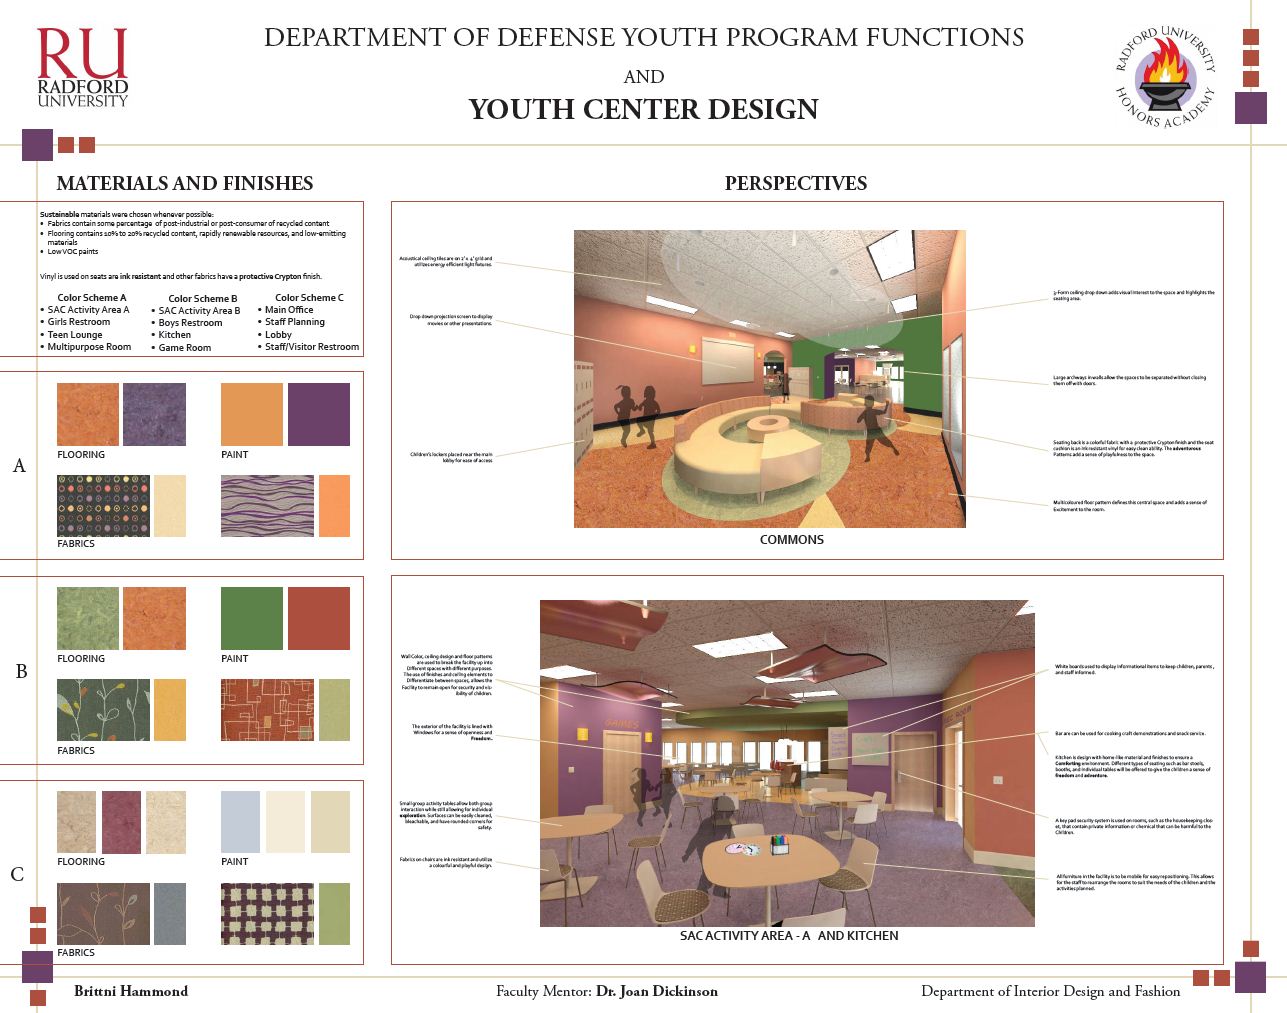 RU
RADFORD
UNIVERSITY
DEPARTMENT OF DEFENSE YOUTH PROGRAM FUNCTIONS
AND
YOUTH CENTER DESIGN
RADFORD UNIVERSITY
HONORS ACADEMY
MATERIALS AND FINISHES
Sustainable materials were chosen whenever possible:
• Fabrics contain some percentage of post-industrial or post-consumer of recycled content
• Flooring contains 10% to 20% recycled content, rapidly renewable resources, and low-emitting
materials
• Low VOC paints
Vinyl is used on seats are ink resistant and other fabrics have a protective Crypton finish.
Color Scheme A
• SAC Activity Area A
• Girls Restroom
• Teen Lounge
• Multipurpose Room
Color Scheme B
• SAC Activity Area B
• Boys Restroom
• Kitchen
• Game Room
Color Scheme C
• Main Office
• Staff Planning
• Lobby
• Staff/Visitor Restroom
A
FLOORING
PAINT
FABRICS
B
FLOORING
PAINT
FABRICS
C
FLOORING
PAINT
FABRICS
PERSPECTIVES
Acoustical ceiling tiles are on 2' x 4' grid and
utilizes energy efficient light fixtures.
Drop down projection screen to display
movies or other presentations.
Children's lockers placed near the main
lobby for ease of access
3-Form ceiling drop down adds visual interest to the space and highlights the
seating area.
Large archways in walls allow the spaces to be separated without closing
them off with doors.
Seating back is a colorful fabric with a protective Crypton finish and the seat
cushion is an ink resistant vinyl for easy clean ability. The adventurous
Patterns add a sense of playfulness to the space.
Multicoloured floor pattern defines this central space and adds a sense of
Excitement to the room.
COMMONS
Wall Color, ceiling design and floor patterns
are used to break the facility up into
Different spaces with different purposes.
The use of finishes and ceiling elements to
Differentiate between spaces, allows the
Facility to remain open for security and vis-
ibility of children.
The exterior of the facility is lined with
Windows for a sense of openness and
Freedom.
Small group activity tables allow both group
interaction while still allowing for individual
exploration. Surfaces can be easily cleaned,
bleachable, and have rounded corners for
safety.
Fabrics on chairs are ink resistant and utilize
a colourful and playful design.
GAMES
White boards used to display informational items to keep children, parents,
and staff informed.
Bar are can be used for cooking craft demonstrations and snack service.
Kitchen is design with home-like material and finishes to ensure a
Comforting environment. Different types of seating such as bar stools,
booths, and individual tables will be offered to give the children a sense of
freedom and adventure.
A key pad security system is used on rooms, such as the housekeeping clos-
et, that contain private information or chemical that can be harmful to the
Children.
All furniture in the facility is to be mobile for easy repositioning. This allows
for the staff to rearrange the rooms to suit the needs of the children and the
activities planned.
SAC ACTIVITY AREA - A AND KITCHEN
Brittni Hammond
Faculty Mentor: Dr. Joan Dickinson
Department of Interior Design and Fashion